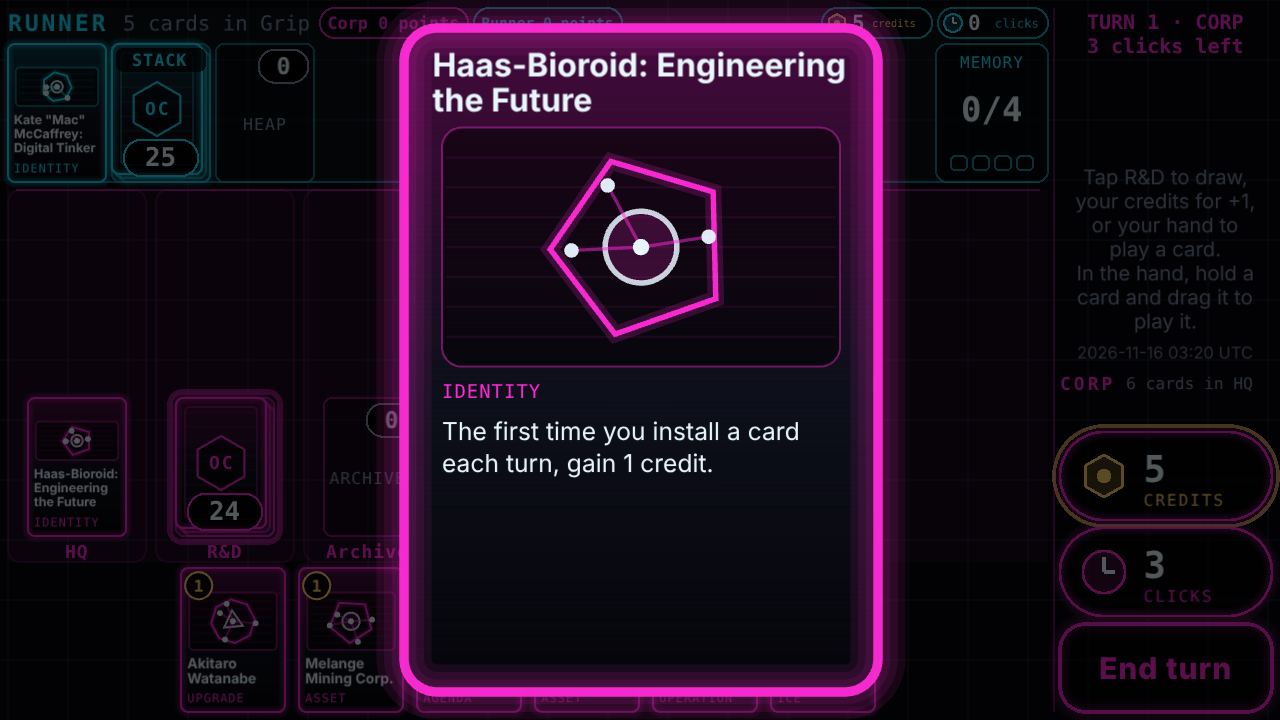 RUNNER 5 cards in Grip
Corp 0 points
Runner 0 points
5 credits
0 clicks
TURN 1 · CORP
3 clicks left
Kate "Mac"
McCaffrey:
Digital Tinker
IDENTITY
STACK
OC
25
0
HEAP
MEMORY
0/4
Haas-Bioroid: Engineering
the Future
IDENTITY
The first time you install a card
each turn, gain 1 credit.
Tap R&D to draw,
your credits for +1,
or your hand to
play a card.
In the hand, hold a
card and drag it to
play it.
2026-11-16 03:20 UTC
CORP 6 cards in HQ
Haas-Bioroid:
Engineering
the Future
IDENTITY
HQ
OC
24
R&D
0
ARCHIVE
Archive
5
CREDITS
3
CLICKS
End turn
1
Akitaro
Watanabe
UPGRADE
1
Melange
Mining Corp.
ASSET
AGENDA
ASSET
OPERATION
ICE